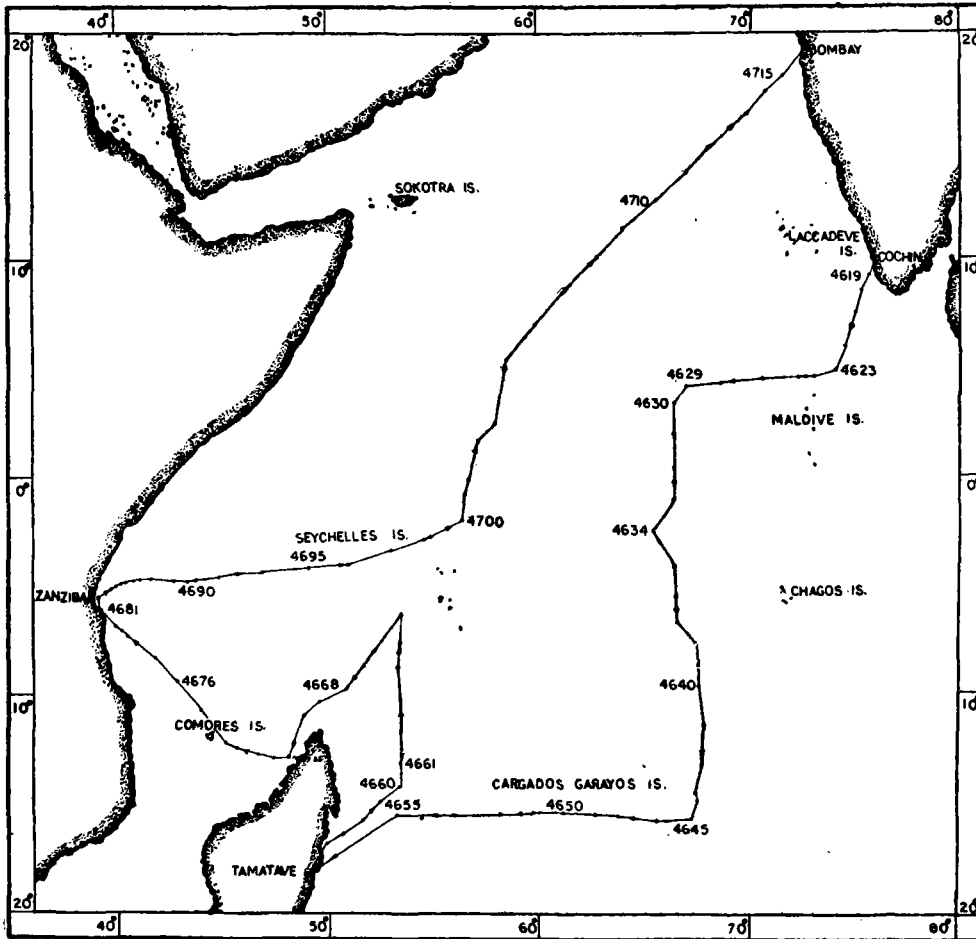 40° 50° 60° 70° 80°
20° 20°
BOMBAY
4715
SOKOTRA IS.
4710
LACCADEVE
IS.
COCHIN
10° 10°
4619
4629
4623
4630
MALDIVE IS.
0° 0°
4700
SEYCHELLES IS.
4634
4695
4690
ZANZIBA
CHAGOS IS.
4681
4676
4668
4640
10° 10°
COMORES IS.
4661
4660
CARGADOS GARAYOS IS.
4655
4650
4645
TAMATAVE
20° 20°
40° 50° 60° 70° 80°